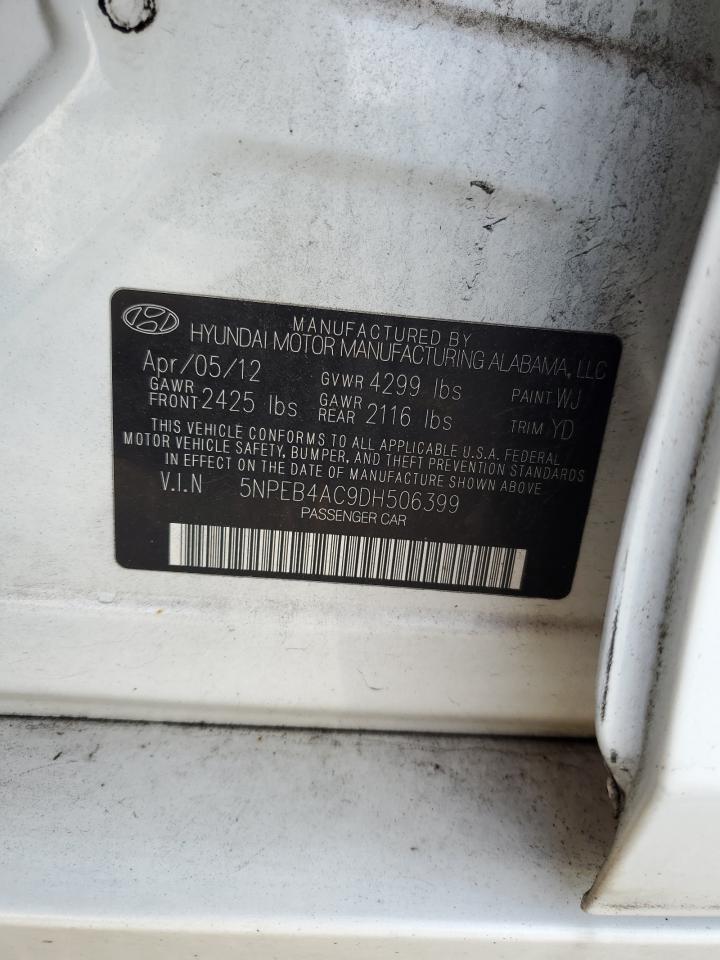 MANUFACTURED BY
HYUNDAI MOTOR MANUFACTURING ALABAMA, LLC
Apr/05/12 GVWR 4299 lbs PAINT WJ
GAWR FRONT 2425 lbs GAWR REAR 2116 lbs TRIM YD
THIS VEHICLE CONFORMS TO ALL APPLICABLE U.S.A. FEDERAL
MOTOR VEHICLE SAFETY, BUMPER, AND THEFT PREVENTION STANDARDS
IN EFFECT ON THE DATE OF MANUFACTURE SHOWN ABOVE
V.I.N 5NPEB4AC9DH506399
PASSENGER CAR